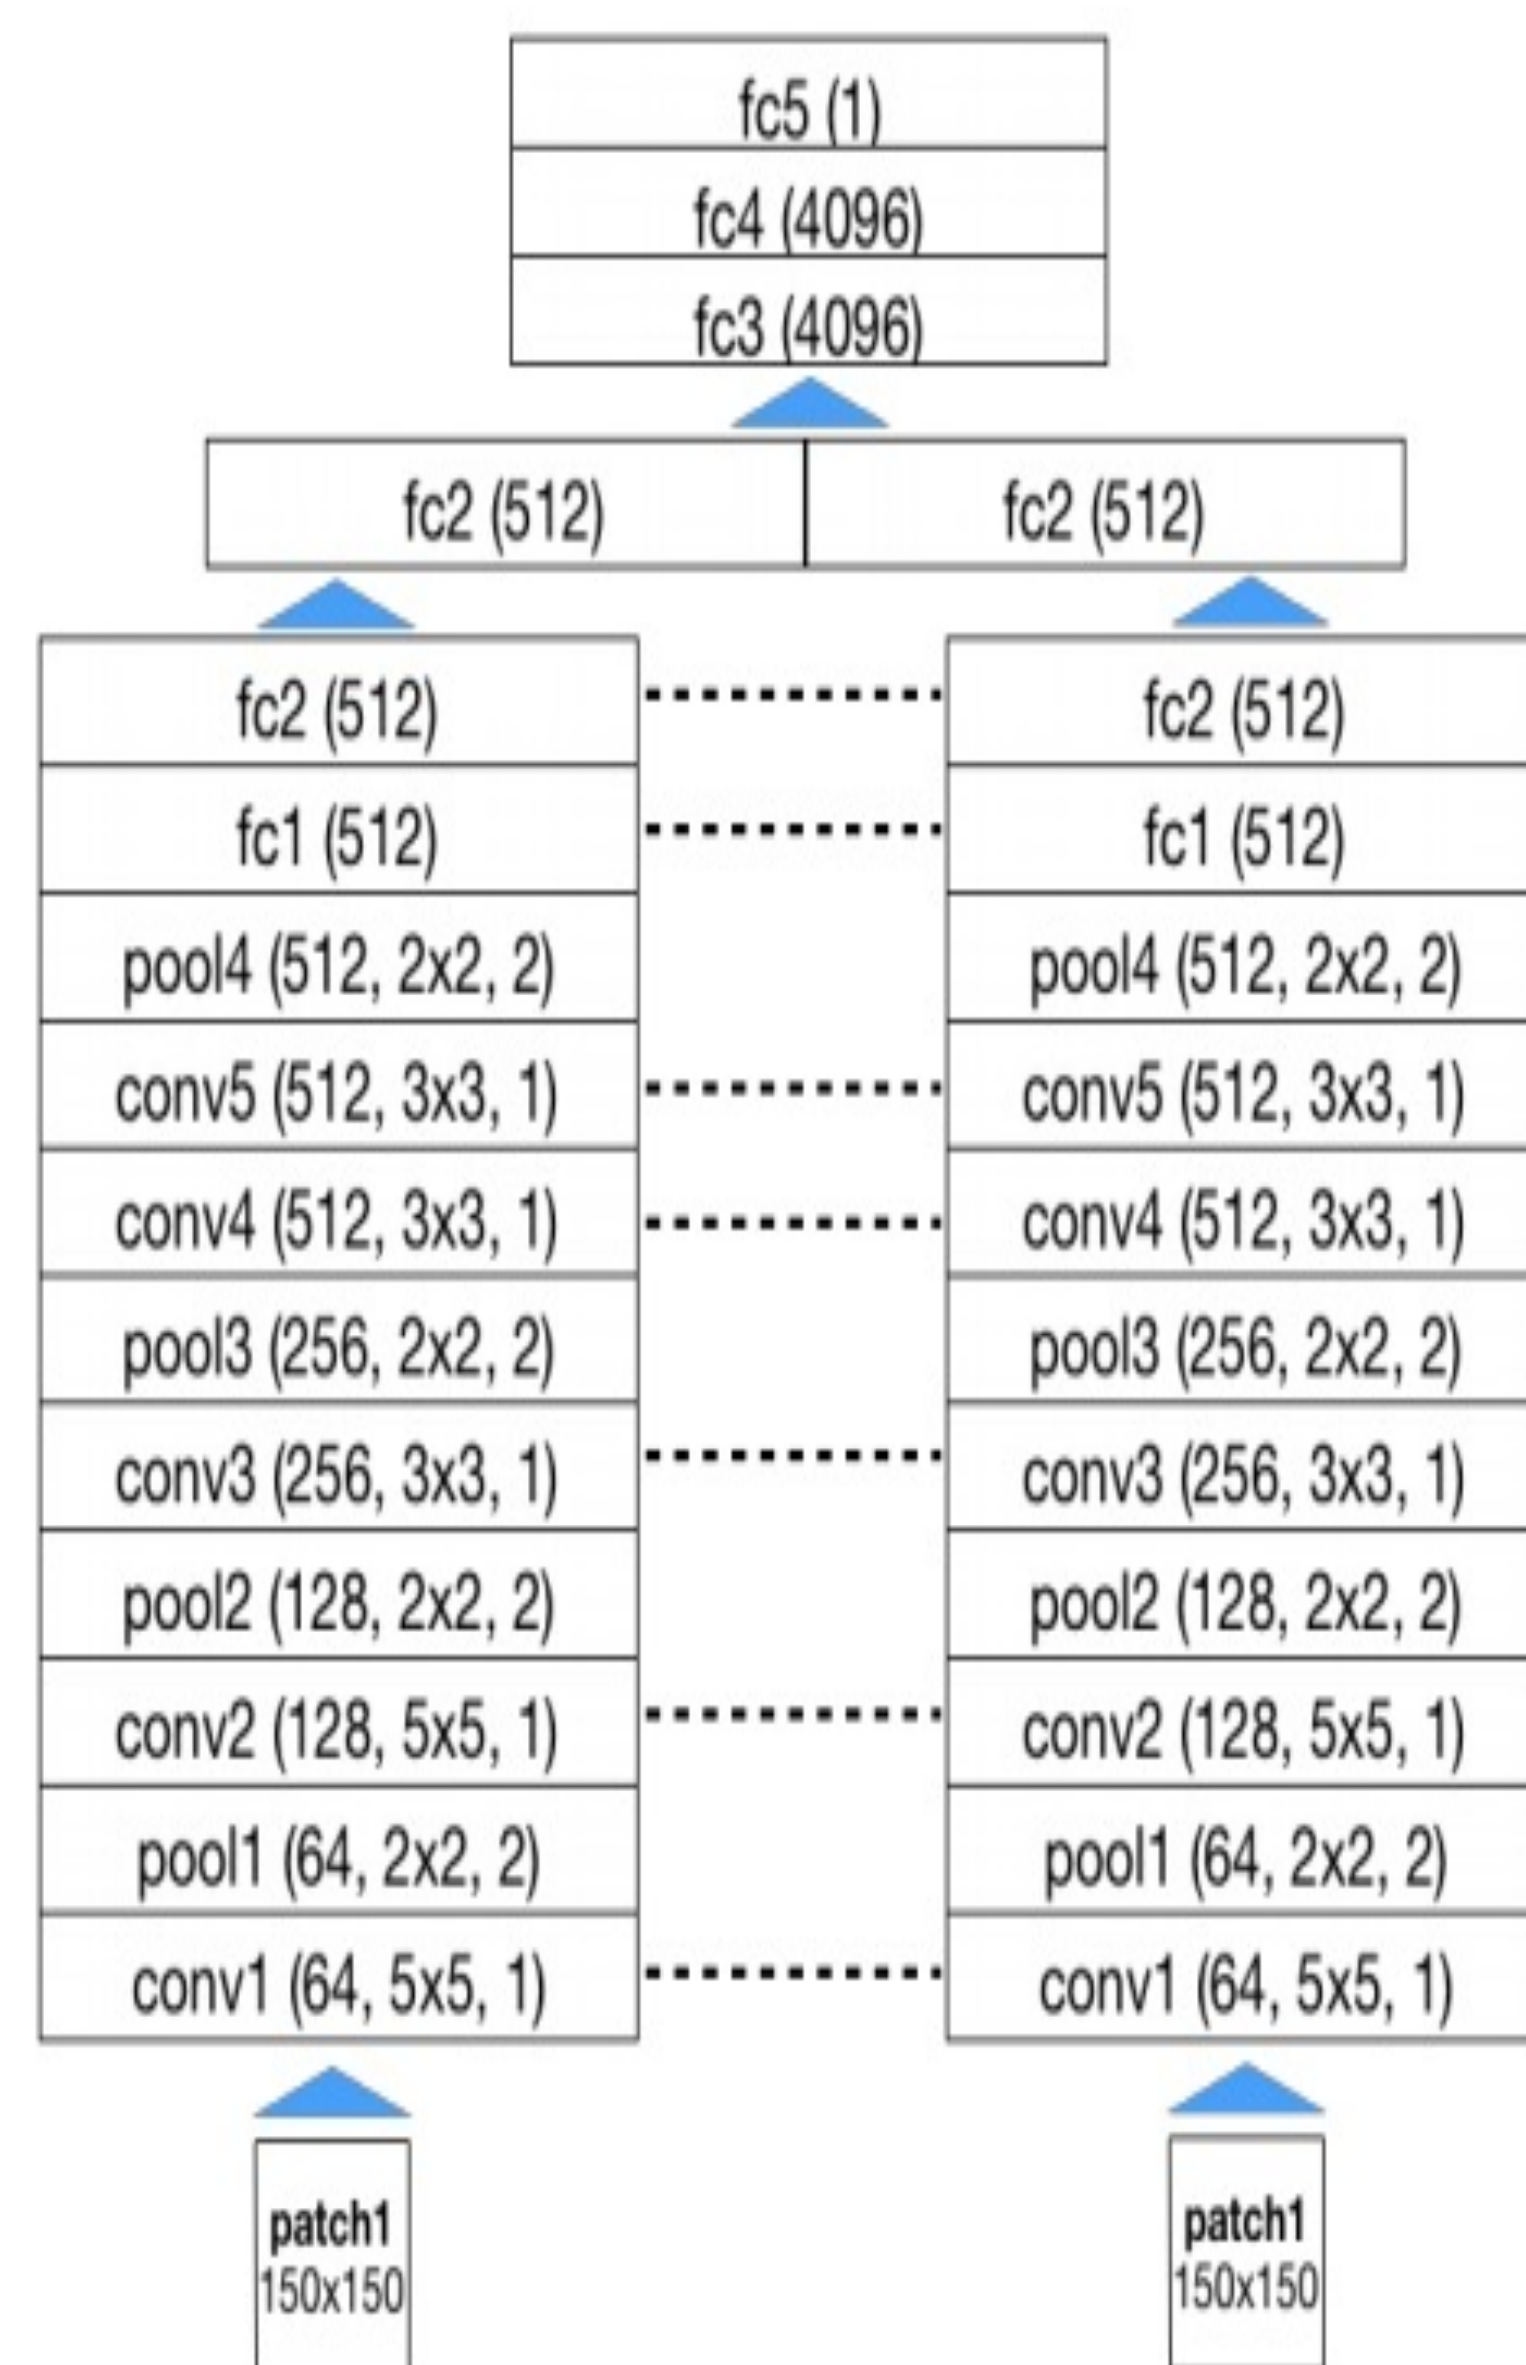 fc5 (1)
fc4 (4096)
fc3 (4096)
fc2 (512) fc2 (512)
fc2 (512) fc2 (512)
fc1 (512) fc1 (512)
pool4 (512, 2x2, 2) pool4 (512, 2x2, 2)
conv5 (512, 3x3, 1) conv5 (512, 3x3, 1)
conv4 (512, 3x3, 1) conv4 (512, 3x3, 1)
pool3 (256, 2x2, 2) pool3 (256, 2x2, 2)
conv3 (256, 3x3, 1) conv3 (256, 3x3, 1)
pool2 (128, 2x2, 2) pool2 (128, 2x2, 2)
conv2 (128, 5x5, 1) conv2 (128, 5x5, 1)
pool1 (64, 2x2, 2) pool1 (64, 2x2, 2)
conv1 (64, 5x5, 1) conv1 (64, 5x5, 1)
patch1 patch1
150x150 150x150